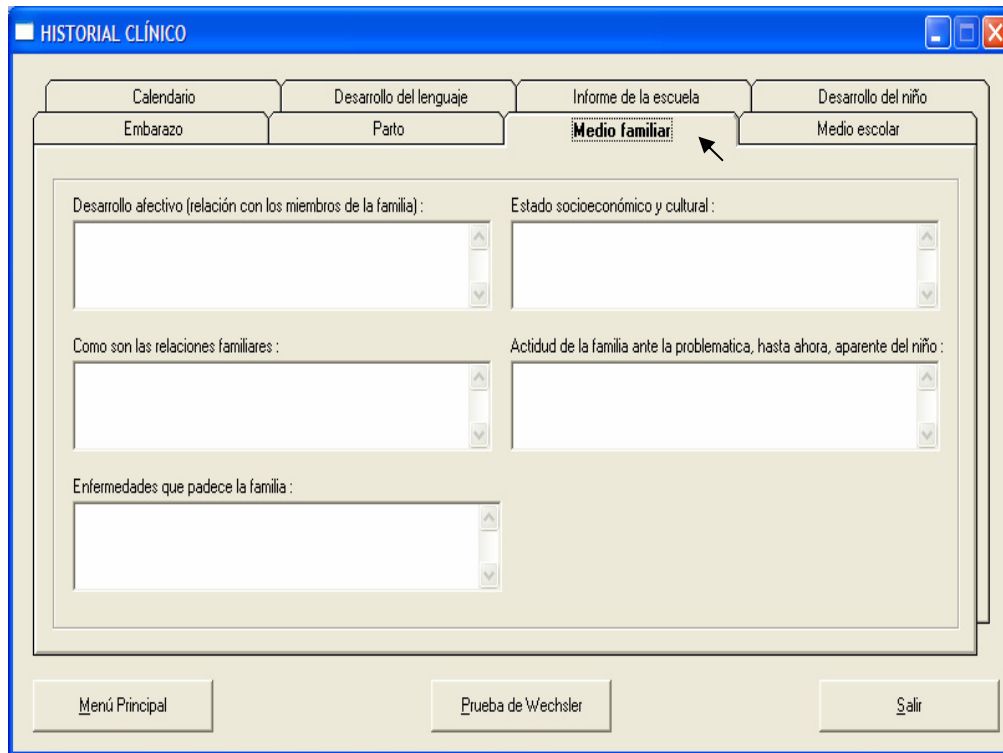 HISTORIAL CLÍNICO
Calendario Desarrollo del lenguaje Informe de la escuela Desarrollo del niño
Embarazo Parto Medio familiar Medio escolar
Desarrollo afectivo (relación con los miembros de la familia) : Estado socioeconómico y cultural :
Como son las relaciones familiares : Actidud de la familia ante la problematica, hasta ahora, aparente del niño :
Enfermedades que padece la familia :
Menú Principal Prueba de Wechsler Salir